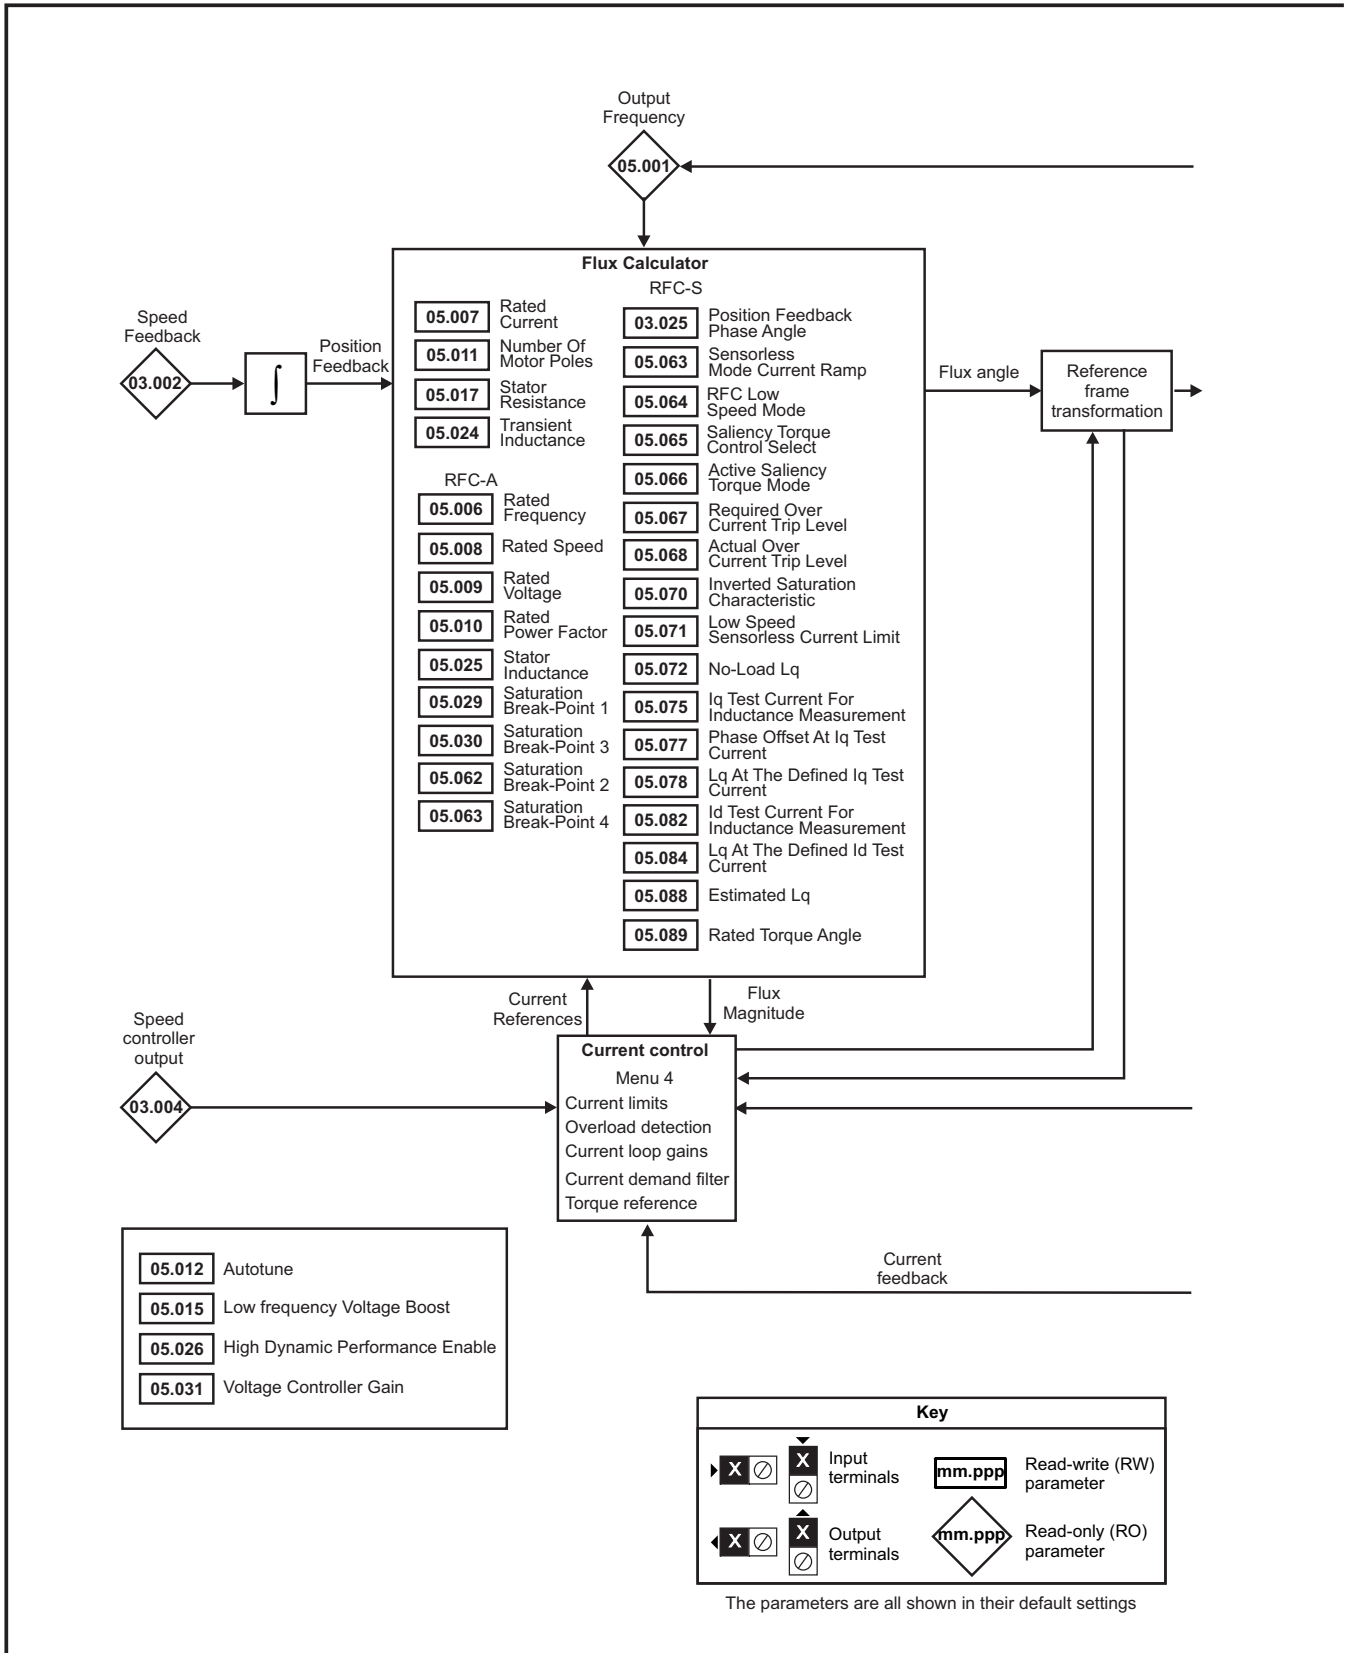 Output
Frequency
05.001
Flux Calculator
Speed
Feedback
03.002
∫
Position
Feedback
05.007
Rated
Current
05.011
Number Of
Motor Poles
05.017
Stator
Resistance
05.024
Transient
Inductance
RFC-A
05.006
Rated
Frequency
05.008
Rated Speed
05.009
Rated
Voltage
05.010
Rated
Power Factor
05.025
Stator
Inductance
05.029
Saturation
Break-Point 1
05.030
Saturation
Break-Point 3
05.062
Saturation
Break-Point 2
05.063
Saturation
Break-Point 4
RFC-S
03.025
Position Feedback
Phase Angle
05.063
Sensorless
Mode Current Ramp
05.064
RFC Low
Speed Mode
05.065
Saliency Torque
Control Select
05.066
Active Saliency
Torque Mode
05.067
Required Over
Current Trip Level
05.068
Actual Over
Current Trip Level
05.070
Inverted Saturation
Characteristic
05.071
Low Speed
Sensorless Current Limit
05.072
No-Load Lq
05.075
Iq Test Current For
Inductance Measurement
05.077
Phase Offset At Iq Test
Current
05.078
Lq At The Defined Iq Test
Current
05.082
Id Test Current For
Inductance Measurement
05.084
Lq At The Defined Id Test
Current
05.088
Estimated Lq
05.089
Rated Torque Angle
Flux angle
Reference
frame
transformation
Current
References
Flux
Magnitude
Speed
controller
output
03.004
Current control
Menu 4
Current limits
Overload detection
Current loop gains
Current demand filter
Torque reference
Current
feedback
05.012
Autotune
05.015
Low frequency Voltage Boost
05.026
High Dynamic Performance Enable
05.031
Voltage Controller Gain
Key
X
X
Input
terminals
mm.ppp
Read-write (RW)
parameter
X
X
Output
terminals
mm.ppp
Read-only (RO)
parameter
The parameters are all shown in their default settings